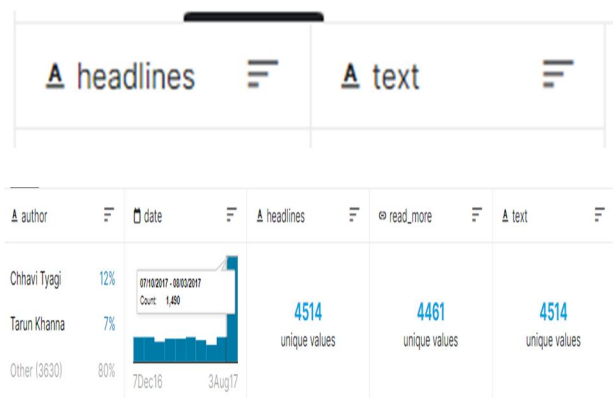 headlines text
author date headlines read_more text
Chhavi Tyagi 12%
07/10/2017 - 08/03/2017
Count: 1,490
Tarun Khanna 7%
4514 4461 4514
unique values unique values unique values
Other (3630) 80%
7Dec16 3Aug17